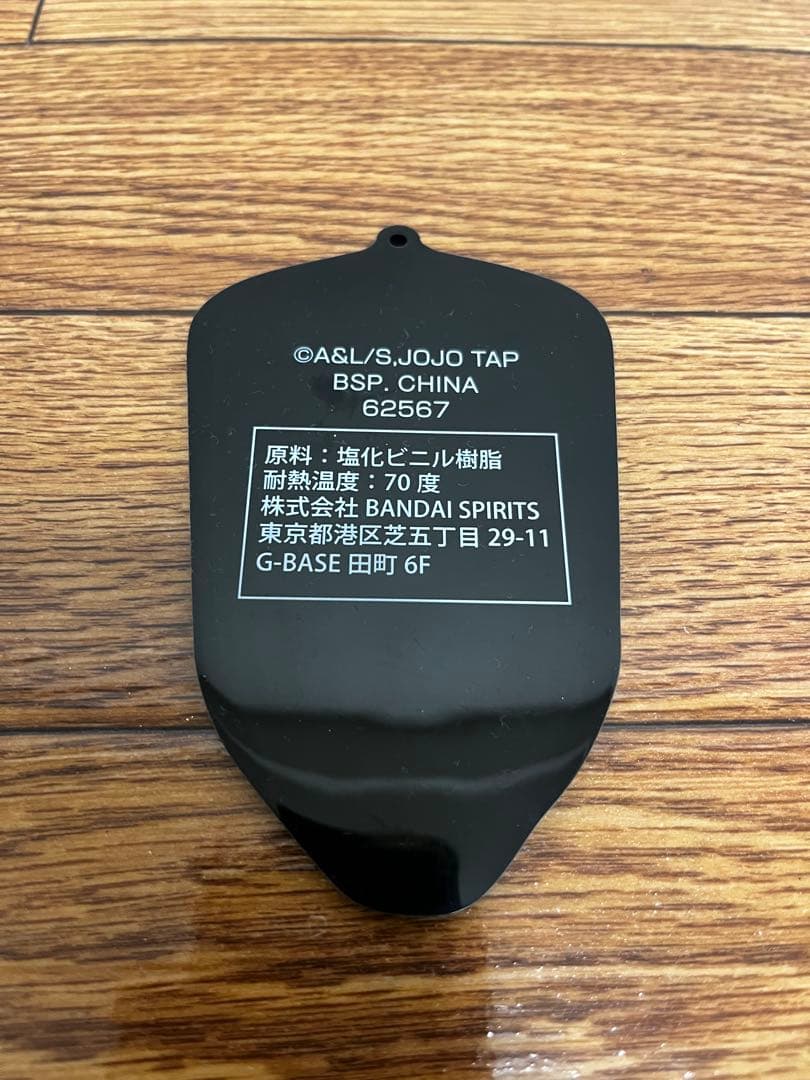 ©A&L/S,JOJO TAP
BSP. CHINA
62567
原料：塩化ビニル樹脂
耐熱温度：70 度
株式会社 BANDAI SPIRITS
東京都港区芝五丁目 29-11
G-BASE 田町 6F